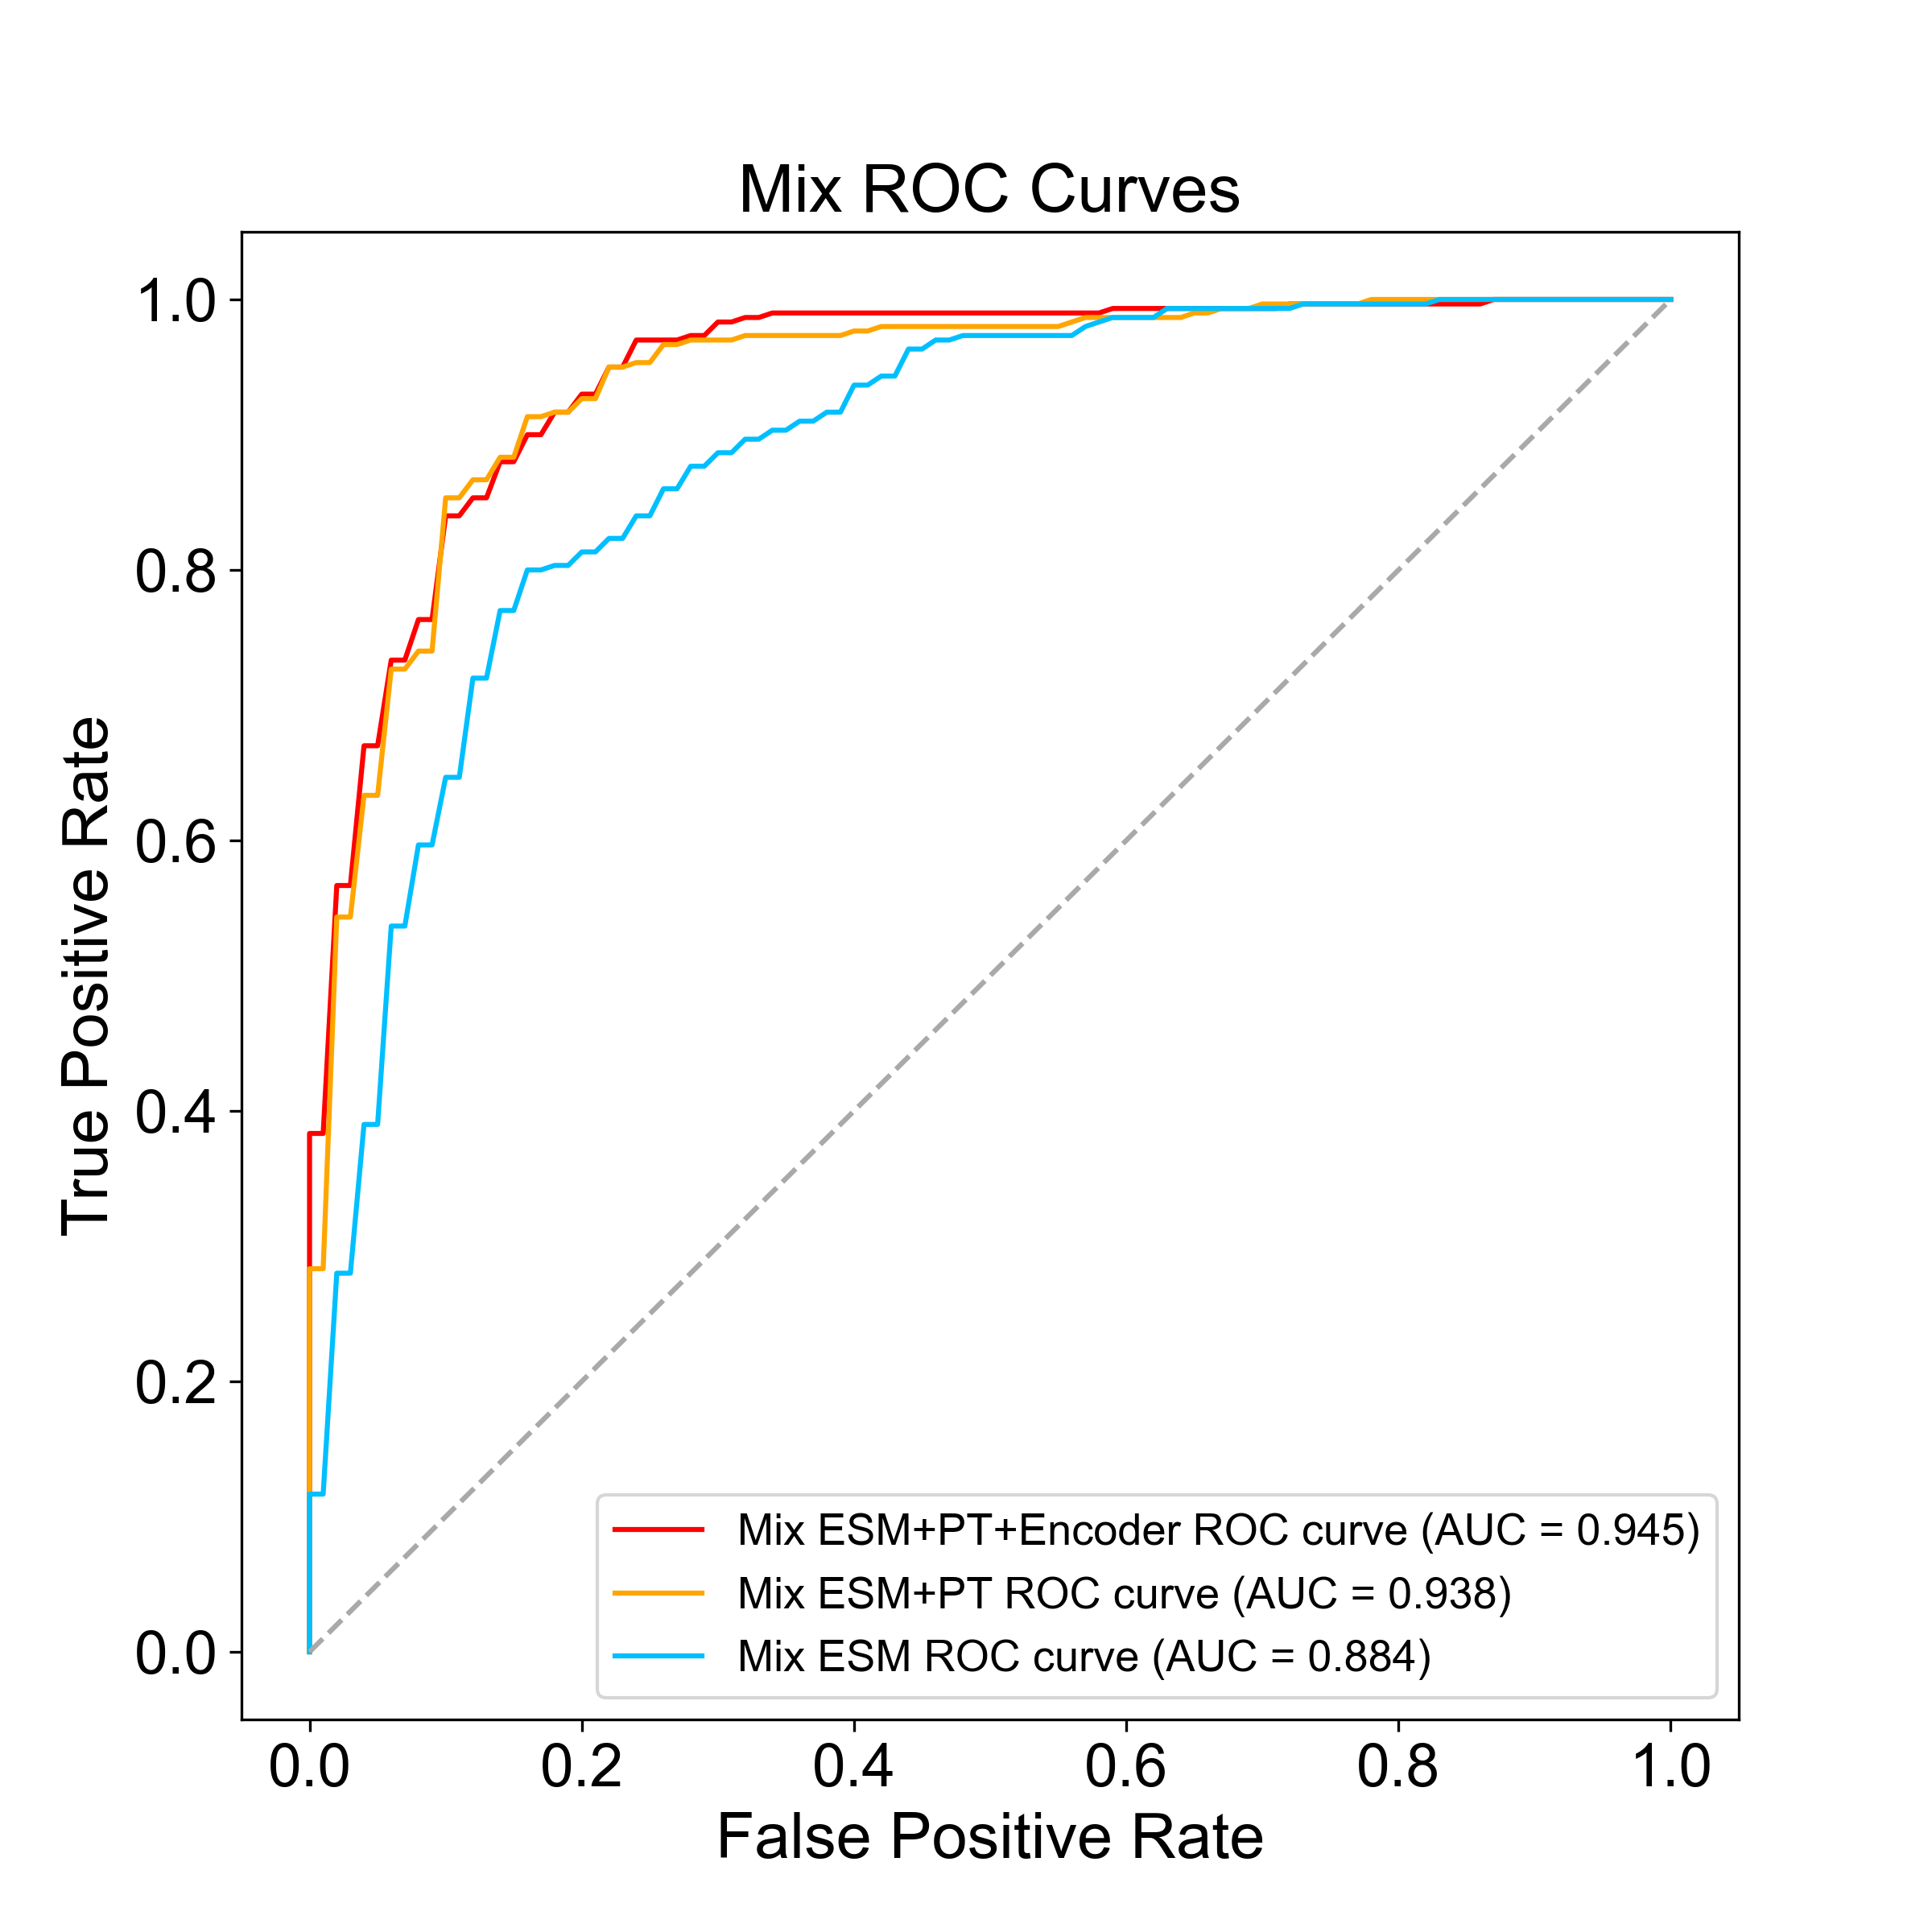 Mix ROC Curves
True Positive Rate
1.0
0.8
0.6
0.4
0.2
0.0
Mix ESM+PT+Encoder ROC curve (AUC = 0.945)
Mix ESM+PT ROC curve (AUC = 0.938)
Mix ESM ROC curve (AUC = 0.884)
0.0 0.2 0.4 0.6 0.8 1.0
False Positive Rate